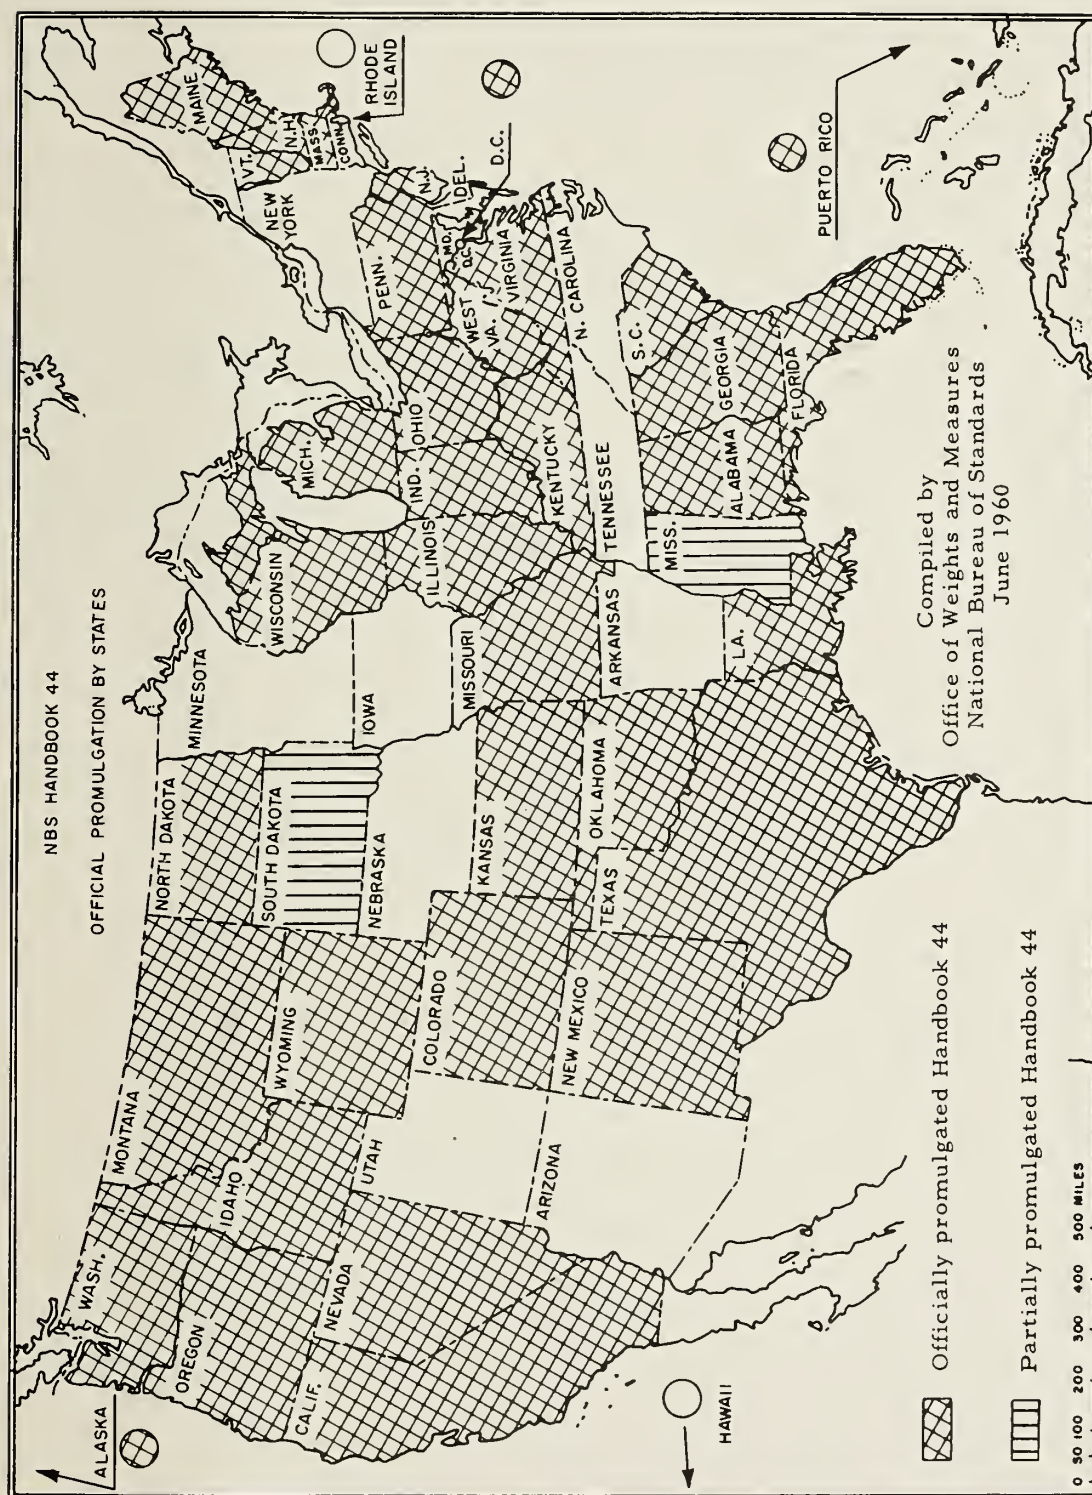 NBS HANDBOOK 44
OFFICIAL PROMULGATION BY STATES
ALASKA
WASH.
OREGON
CALIF.
NEVADA
IDAHO
MONTANA
WYOMING
UTAH
ARIZONA
COLORADO
NEW MEXICO
NORTH DAKOTA
SOUTH DAKOTA
NEBRASKA
KANSAS
OKLAHOMA
TEXAS
MINNESOTA
IOWA
MISSOURI
ARKANSAS
LA.
WISCONSIN
ILLINOIS
MICH.
IND.
OHIO
KENTUCKY
TENNESSEE
MISS.
ALABAMA
GEORGIA
FLORIDA
S. C.
N. CAROLINA
VIRGINIA
WEST
VA.
MD.
D.C.
DEL.
D.C.
PENN.
N.J.
NEW
YORK
VT.
N.H.
MAINE
MASS.
CONN.
RHODE
ISLAND
PUERTO RICO
HAWAII
Officially promulgated Handbook 44
Partially promulgated Handbook 44
Compiled by
Office of Weights and Measures
National Bureau of Standards
June 1960
0 50 100 200 300 400 500 MILES